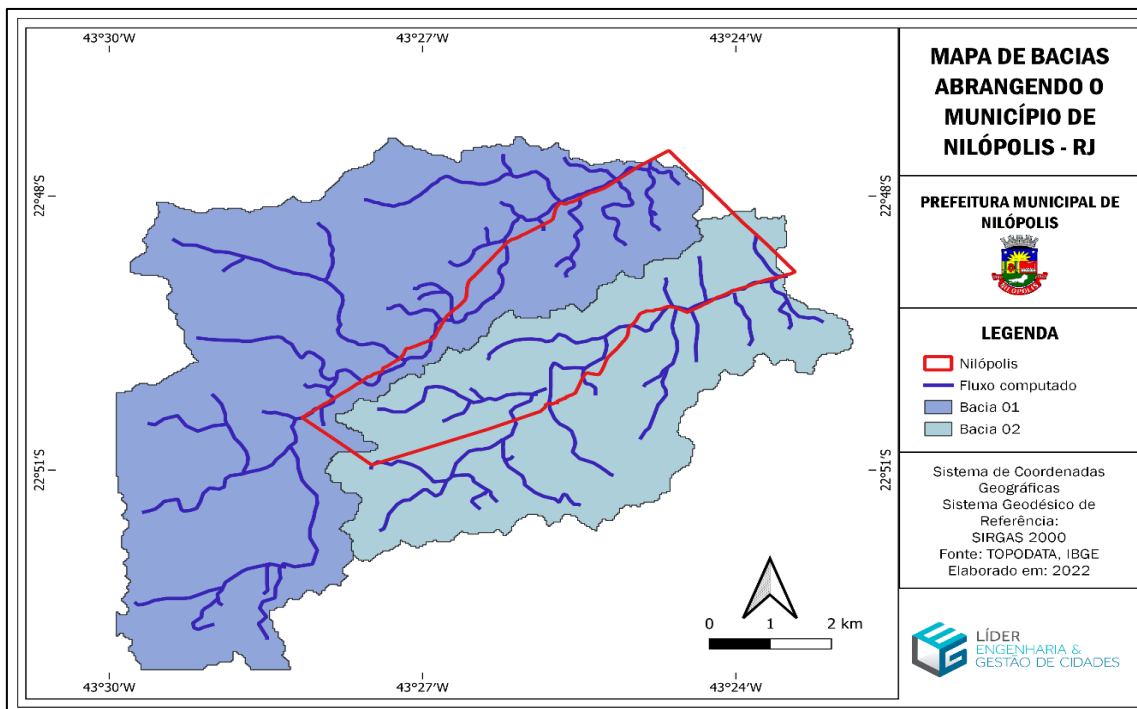 43°30'W
43°27'W
43°24'W
22°48'S
22°48'S
22°51'S
22°51'S
0
1
2 km
43°30'W
43°27'W
43°24'W
MAPA DE BACIAS
ABRANGENDO O
MUNICÍPIO DE
NILÓPOLIS - RJ
PREFEITURA MUNICIPAL DE
NILÓPOLIS
NILÓPOLIS
LEGENDA
Nilópolis
Fluxo computado
Bacia 01
Bacia 02
Sistema de Coordenadas
Geográficas
Sistema Geodésico de
Referência:
SIRGAS 2000
Fonte: TOPODATA, IBGE
Elaborado em: 2022
LÍDER
ENGENHARIA &
GESTÃO DE CIDADES